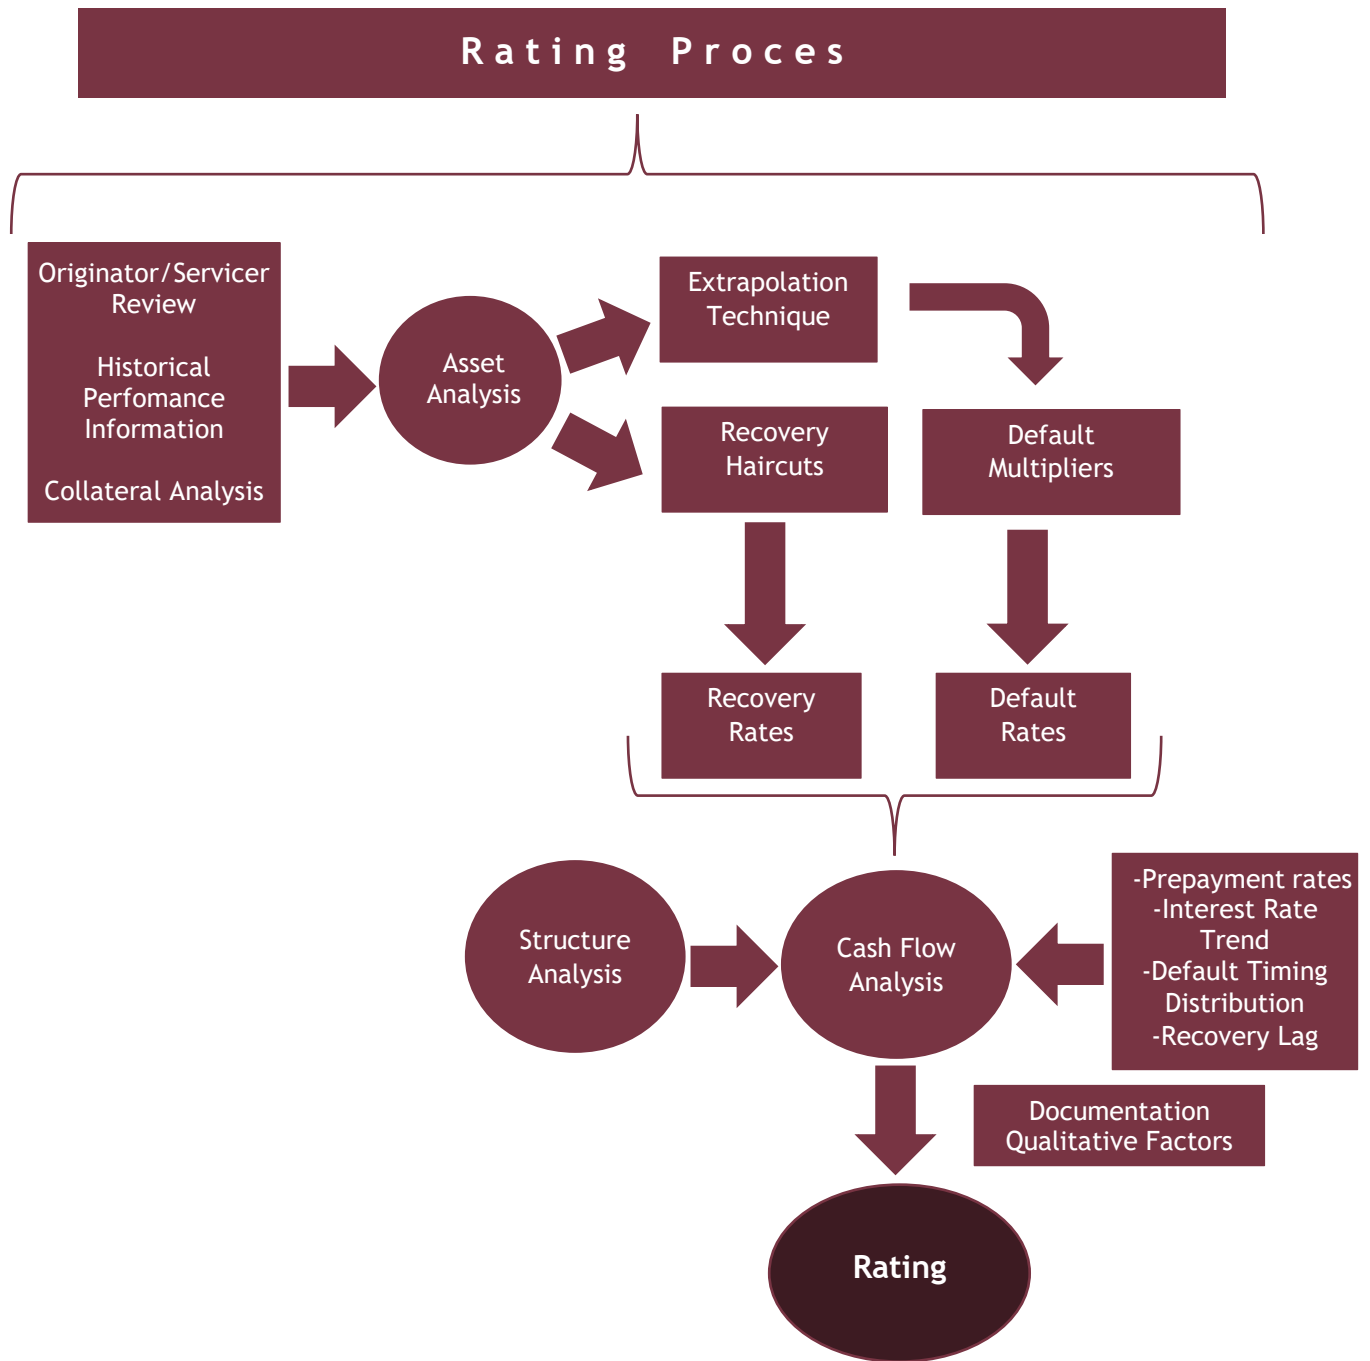 Rating Proces
Originator/Servicer
Review
Historical
Perfomance
Information
Collateral Analysis
Asset
Analysis
Extrapolation
Technique
Recovery
Haircuts
Default
Multipliers
Recovery
Rates
Default
Rates
Structure
Analysis
Cash Flow
Analysis
-Prepayment rates
-Interest Rate
Trend
-Default Timing
Distribution
-Recovery Lag
Documentation
Qualitative Factors
Rating